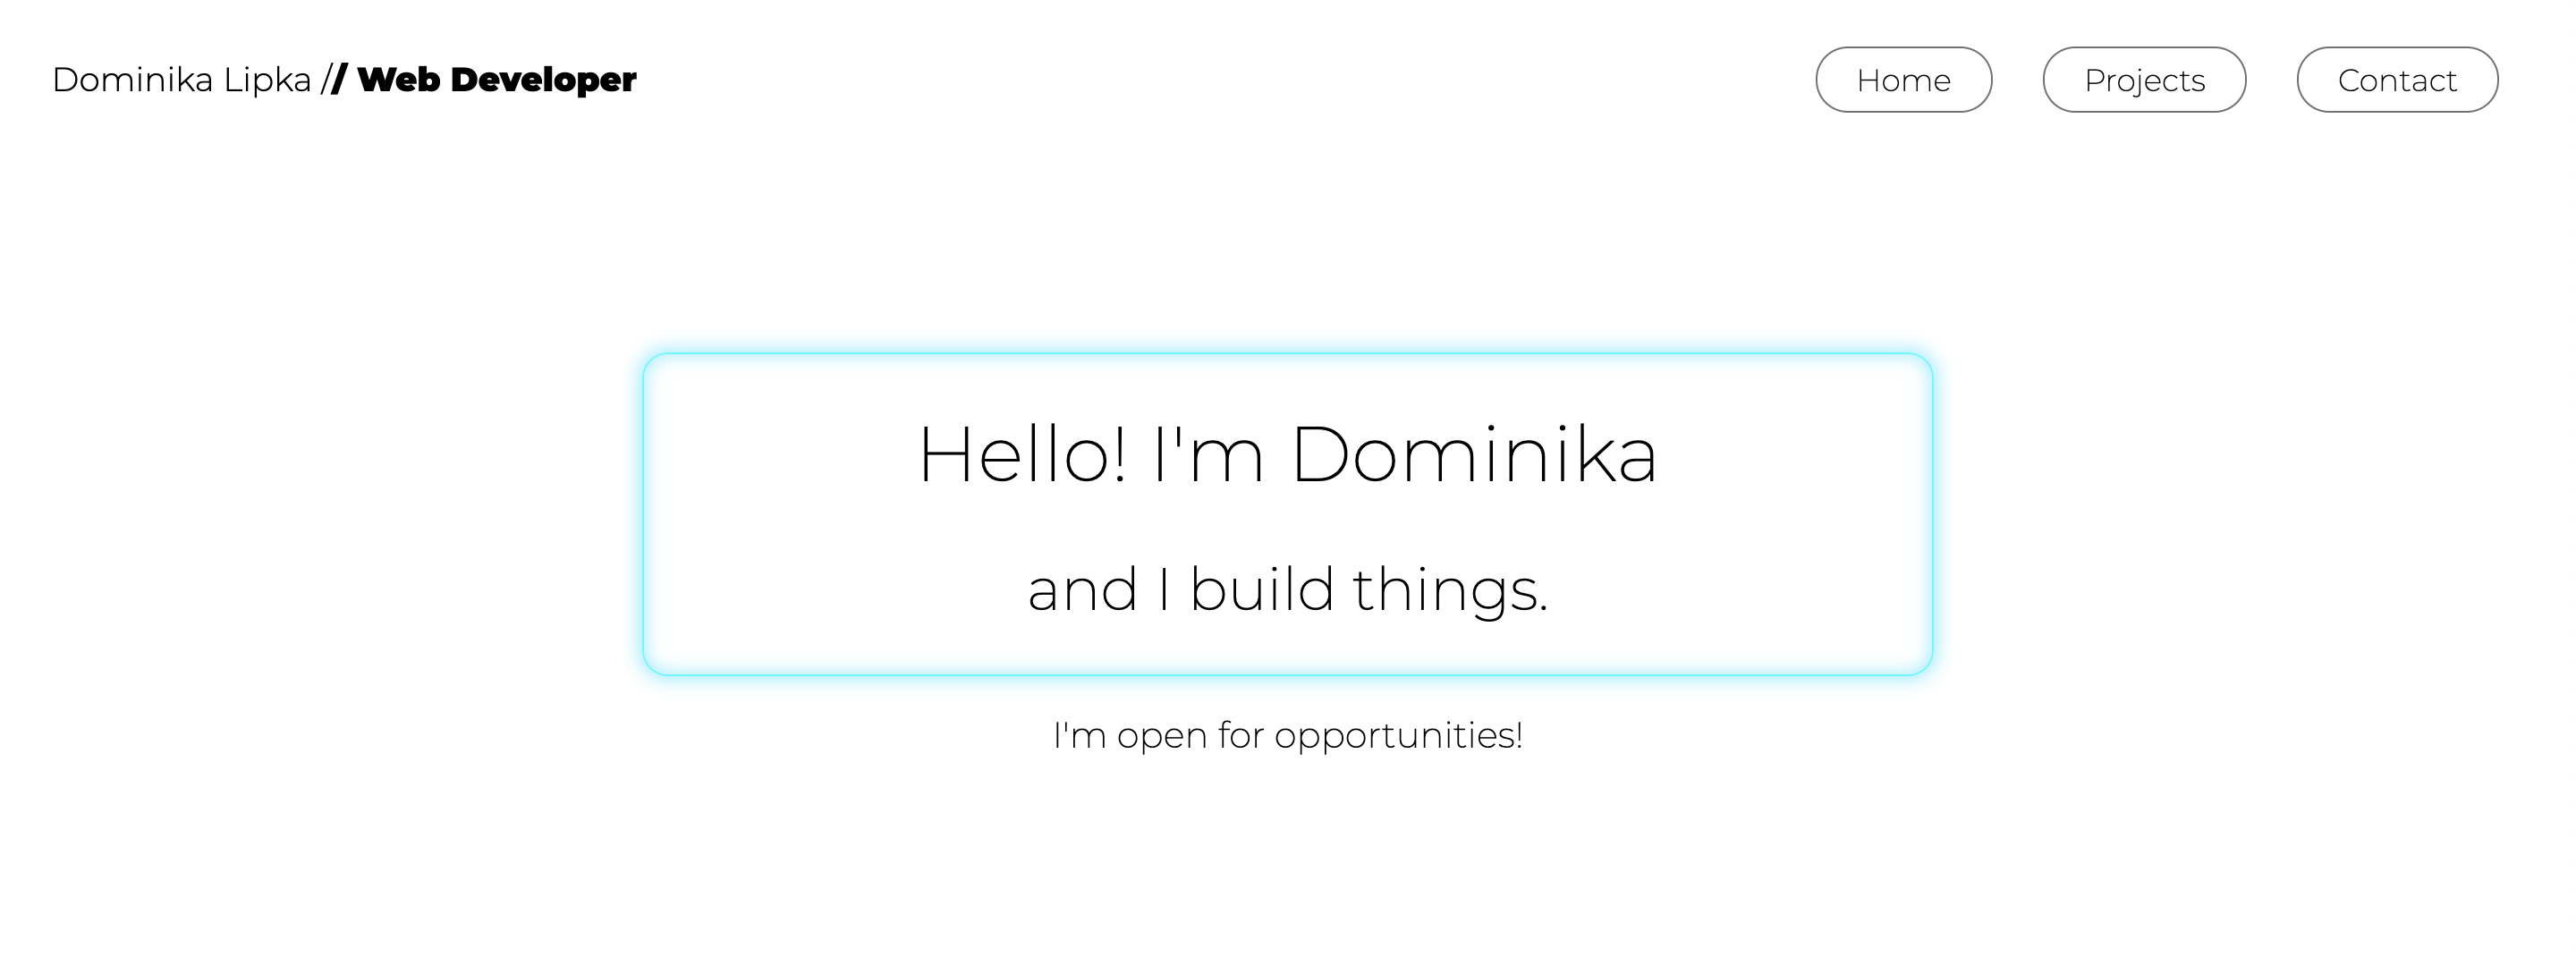 Dominika Lipka // Web Developer
Home
Projects
Contact
Hello! I'm Dominika
and I build things.
I'm open for opportunities!